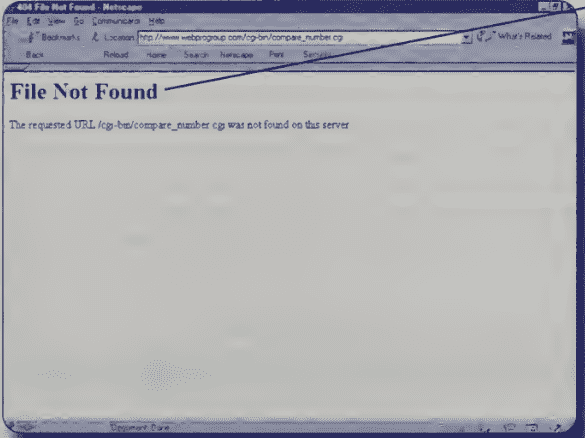 404 File Not Found - Netscape
File Edit View Go Communicator Help
Bookmarks Location http://www.webprogroup.com/cgi-bin/compare_number.cgi What's Related
Back Reload Home Search Netscape Print Security
File Not Found
The requested URL /cgi-bin/compare_number cgi was not found on this server
Document Done